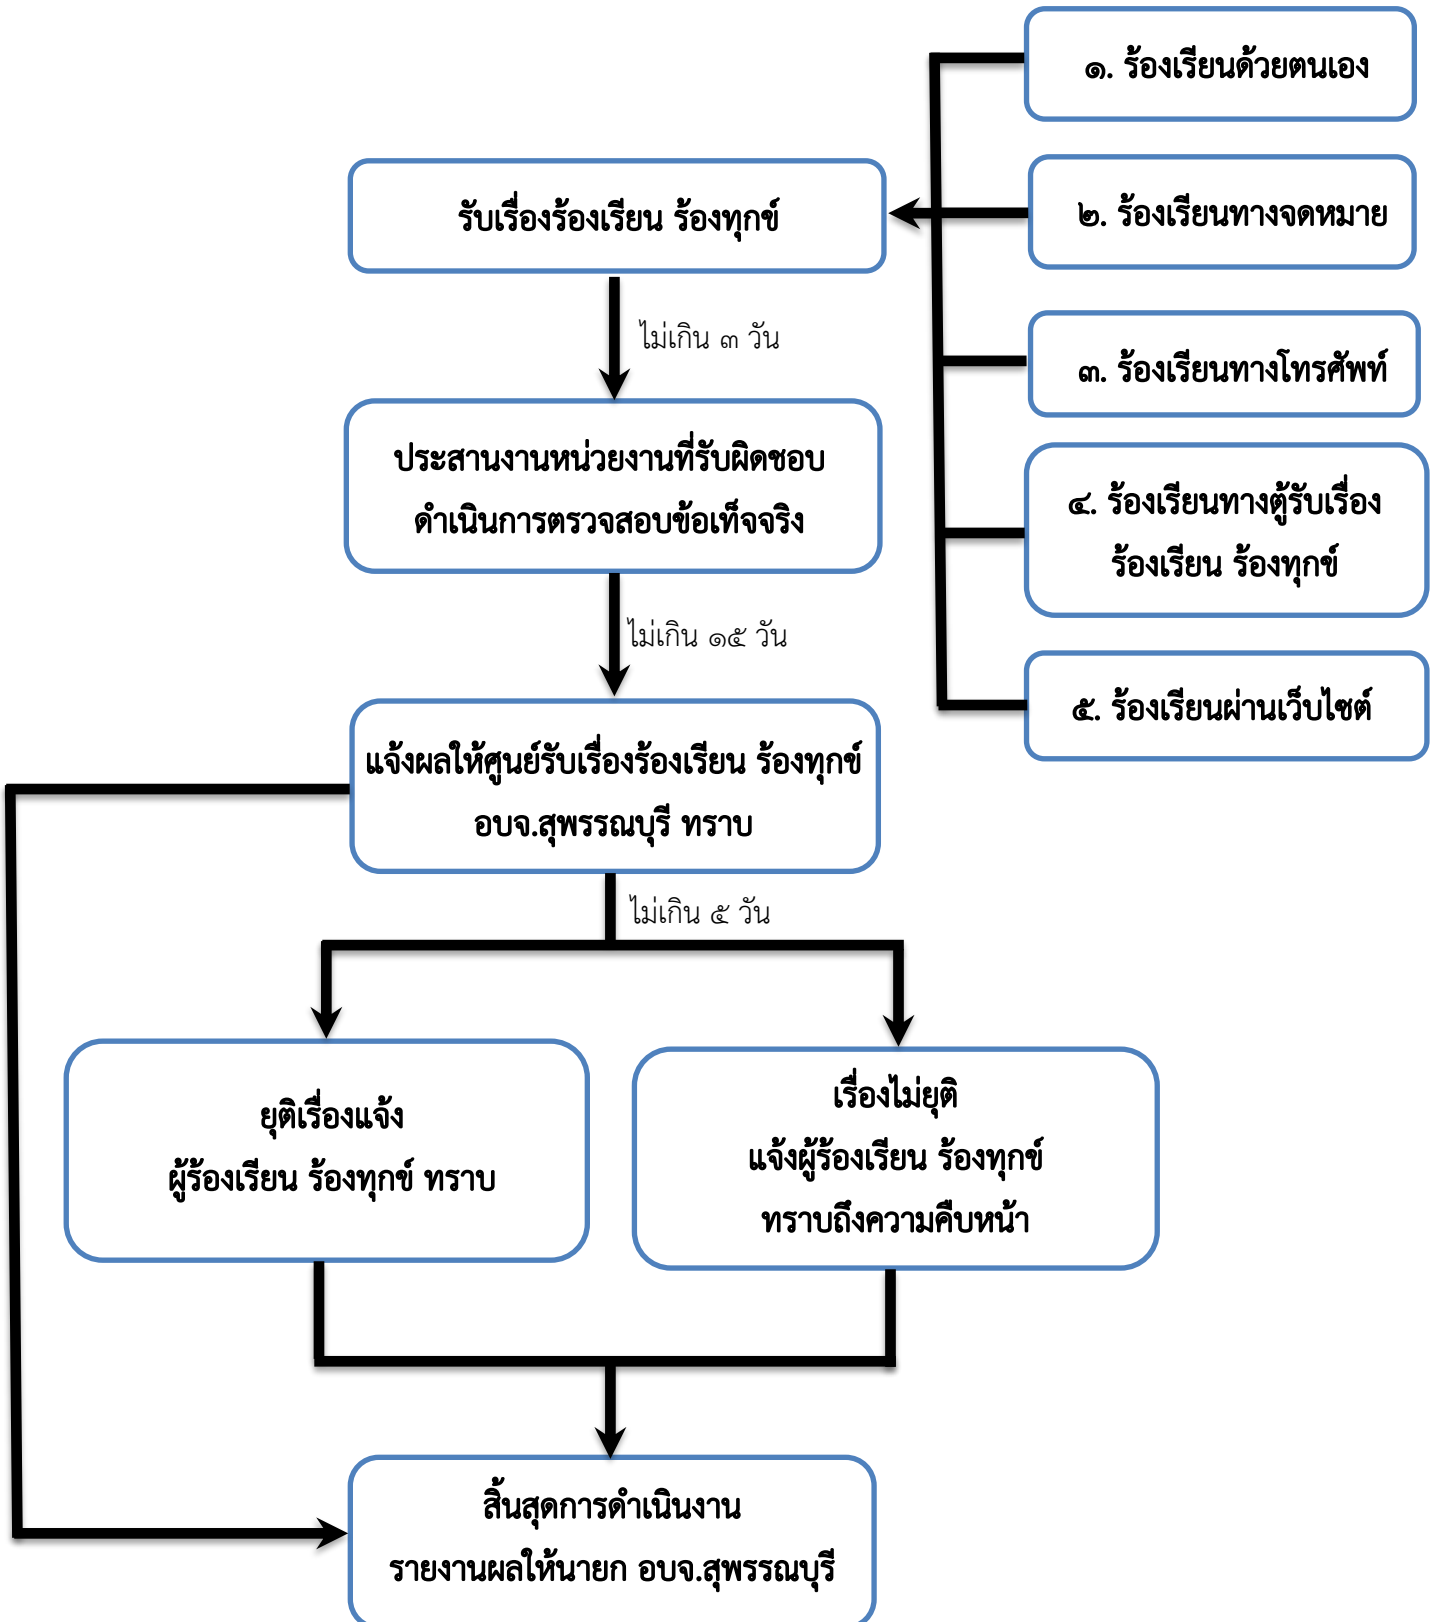 ๑. ร้องเรียนด้วยตนเอง
๒. ร้องเรียนทางจดหมาย
๓. ร้องเรียนทางโทรศัพท์
๔. ร้องเรียนทางตู้รับเรื่อง
ร้องเรียน ร้องทุกข์
๕. ร้องเรียนผ่านเว็บไซต์
รับเรื่องร้องเรียน ร้องทุกข์
ไม่เกิน ๓ วัน
ประสานงานหน่วยงานที่รับผิดชอบ
ดำเนินการตรวจสอบข้อเท็จจริง
ไม่เกิน ๑๕ วัน
แจ้งผลให้ศูนย์รับเรื่องร้องเรียน ร้องทุกข์
อบจ.สุพรรณบุรี ทราบ
ไม่เกิน ๕ วัน
ยุติเรื่องแจ้ง
ผู้ร้องเรียน ร้องทุกข์ ทราบ
เรื่องไม่ยุติ
แจ้งผู้ร้องเรียน ร้องทุกข์
ทราบถึงความคืบหน้า
สิ้นสุดการดำเนินงาน
รายงานผลให้นายก อบจ.สุพรรณบุรี